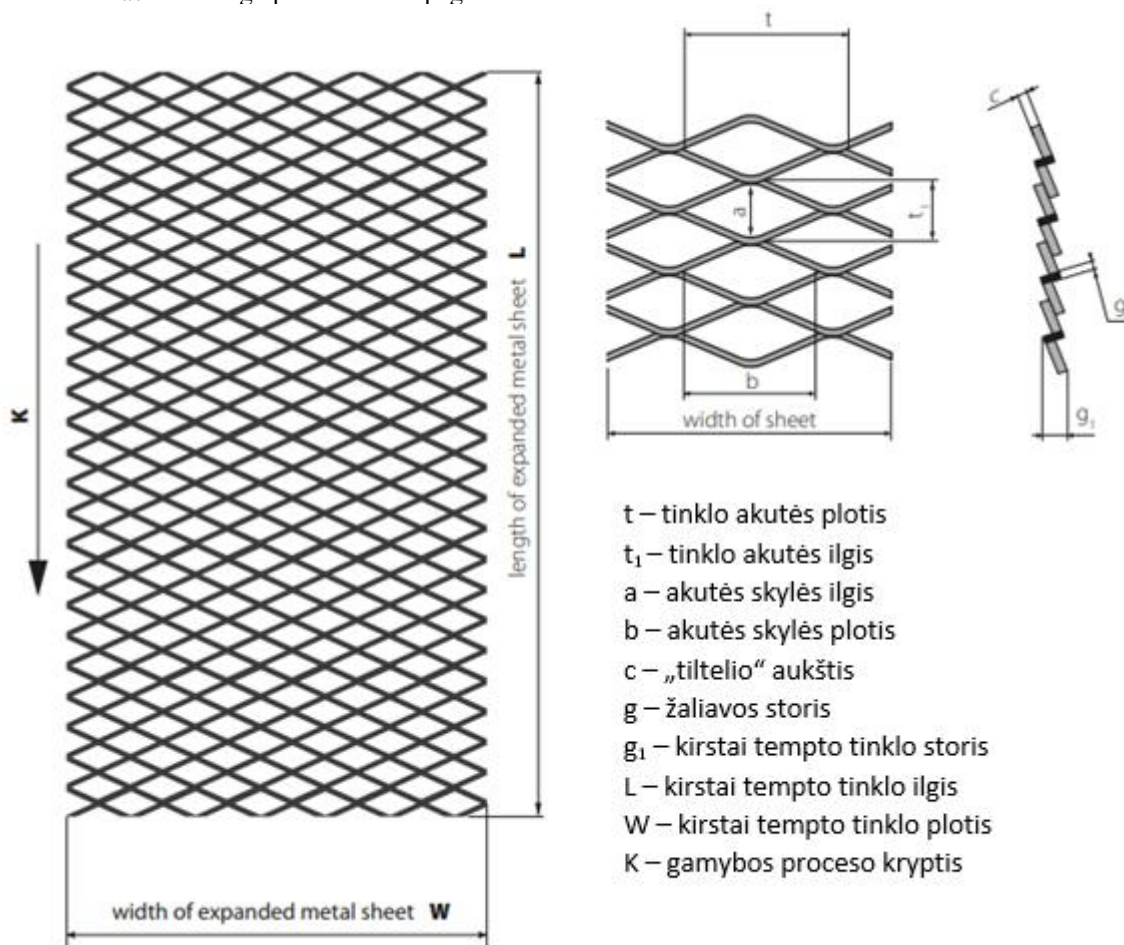 K
length of expanded metal sheet L
width of expanded metal sheet W
t
a
t₁
b
width of sheet
c
g
g₁
t – tinklo akutės plotis
t₁ – tinklo akutės ilgis
a – akutės skylės ilgis
b – akutės skylės plotis
c – „tiltelio“ aukštis
g – žaliavos storis
g₁ – kirstai tempto tinklo storis
L – kirstai tempto tinklo ilgis
W – kirstai tempto tinklo plotis
K – gamybos proceso kryptis